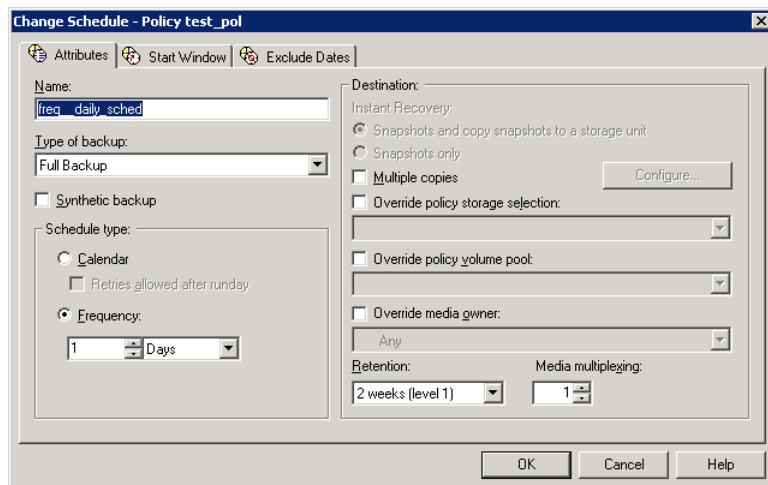 Change Schedule - Policy test_pol
Attributes
Start Window
Exclude Dates
Name:
freq__daily_sched
Type of backup:
Full Backup
Synthetic backup
Schedule type:
Calendar
Retries allowed after runday
Frequency:
1
Days
Destination:
Instant Recovery:
Snapshots and copy snapshots to a storage unit
Snapshots only
Multiple copies
Configure...
Override policy storage selection:
Override policy volume pool:
Override media owner:
Any
Retention:
Media multiplexing:
2 weeks (level 1)
1
OK
Cancel
Help